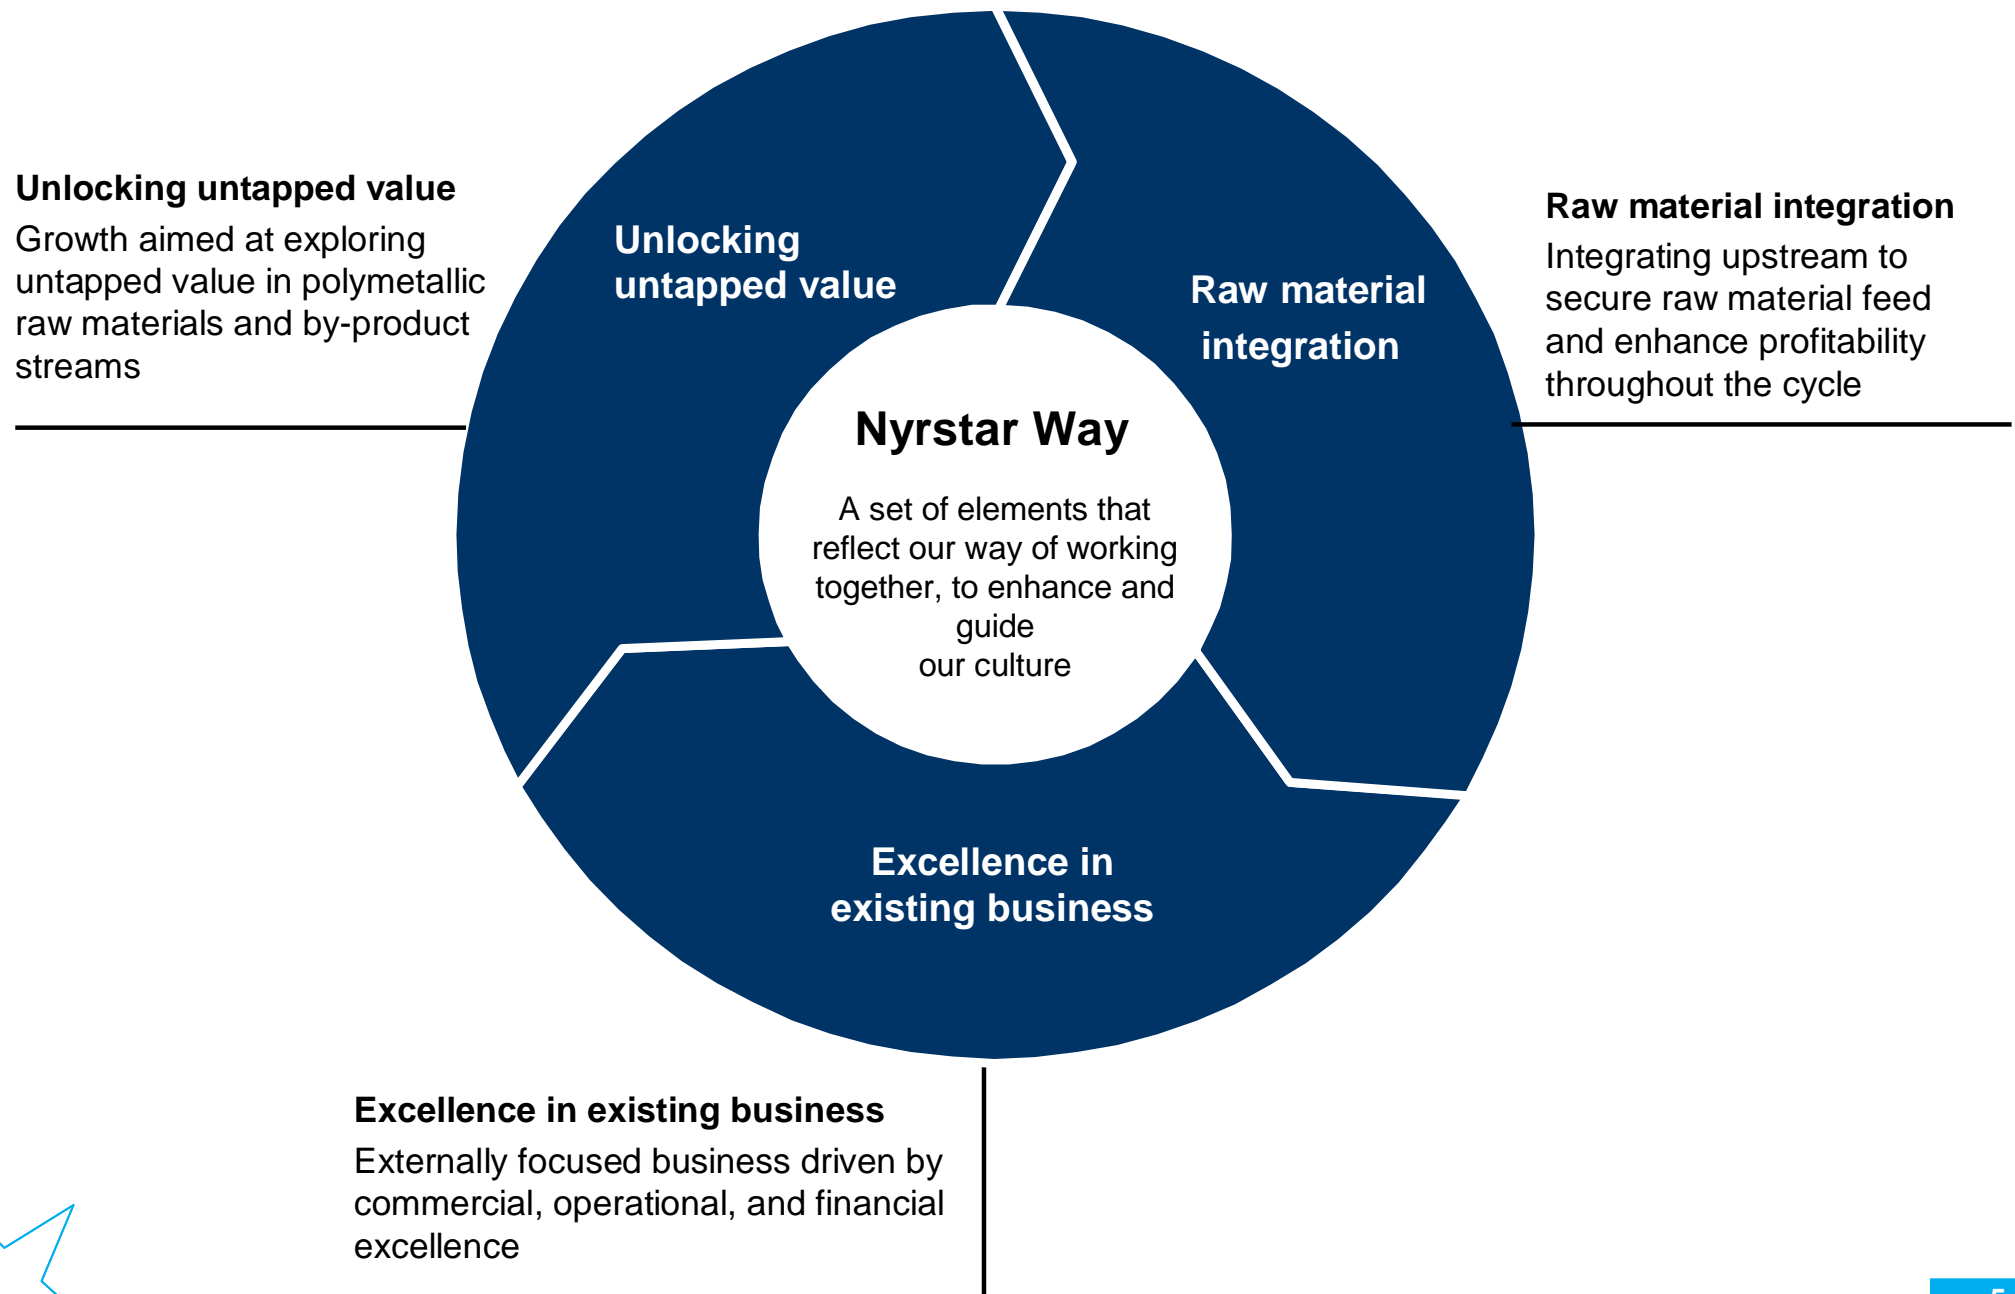 Unlocking untapped value
Growth aimed at exploring
untapped value in polymetallic
raw materials and by-product
streams
Unlocking
untapped value
Raw material
integration
Raw material integration
Integrating upstream to
secure raw material feed
and enhance profitability
throughout the cycle
Nyrstar Way
A set of elements that
reflect our way of working
together, to enhance and
guide
our culture
Excellence in
existing business
Excellence in existing business
Externally focused business driven by
commercial, operational, and financial
excellence